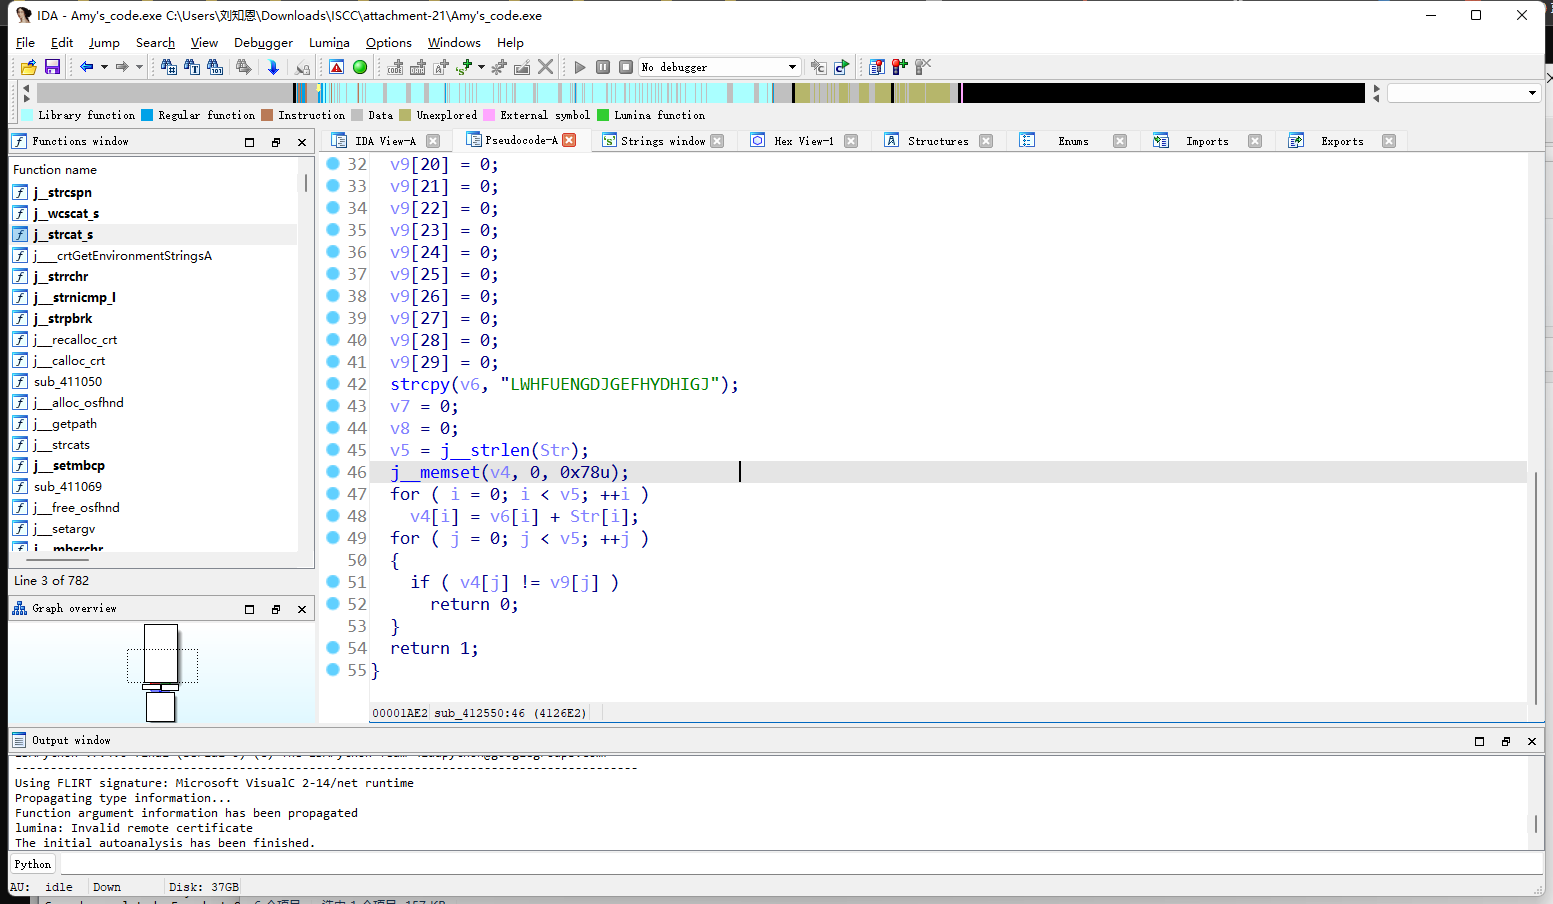 IDA - Amy's_code.exe C:\Users\刘知恩\Downloads\ISCC\attachment-21\Amy's_code.exe
File Edit Jump Search View Debugger Lumina Options Windows Help
No debugger
Library function Regular function Instruction Data Unexplored External symbol Lumina function
Functions window
IDA View-A Pseudocode-A Strings window Hex View-1 Structures Enums Imports Exports
Function name
j__strcspn
j__wcscat_s
j__strcat_s
j___crtGetEnvironmentStringsA
j__strrchr
j__strnicmp_l
j__strpbrk
j__recalloc_crt
j__calloc_crt
sub_411050
j__alloc_osfhnd
j__getpath
j__strcats
j__setmbcp
sub_411069
j__free_osfhnd
j__setargv
j__mbsrchr
Line 3 of 782
Graph overview
32 v9[20] = 0;
33 v9[21] = 0;
34 v9[22] = 0;
35 v9[23] = 0;
36 v9[24] = 0;
37 v9[25] = 0;
38 v9[26] = 0;
39 v9[27] = 0;
40 v9[28] = 0;
41 v9[29] = 0;
42 strcpy(v6, "LWHFUENGDJGEFHYDHIGJ");
43 v7 = 0;
44 v8 = 0;
45 v5 = j__strlen(Str);
46 j__memset(v4, 0, 0x78u);
47 for ( i = 0; i < v5; ++i )
48 v4[i] = v6[i] + Str[i];
49 for ( j = 0; j < v5; ++j )
50 {
51 if ( v4[j] != v9[j] )
52 return 0;
53 }
54 return 1;
55 }
00001AE2 sub_412550:46 (4126E2)
Output window
Using FLIRT signature: Microsoft VisualC 2-14/net runtime
Propagating type information...
Function argument information has been propagated
lumina: Invalid remote certificate
The initial autoanalysis has been finished.
Python
AU: idle Down Disk: 37GB